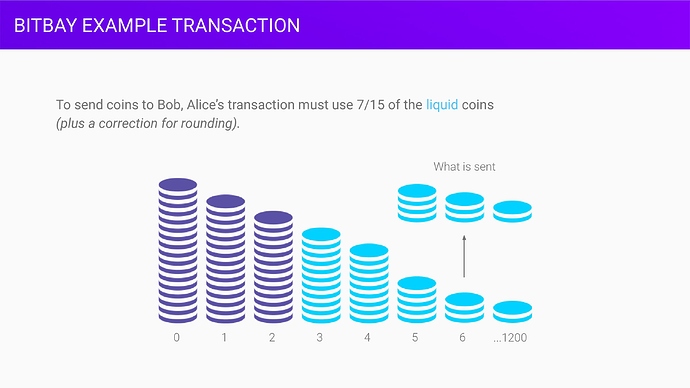 BITBAY EXAMPLE TRANSACTION
To send coins to Bob, Alice’s transaction must use 7/15 of the liquid coins
(plus a correction for rounding).
What is sent
0 1 2 3 4 5 6 ...1200